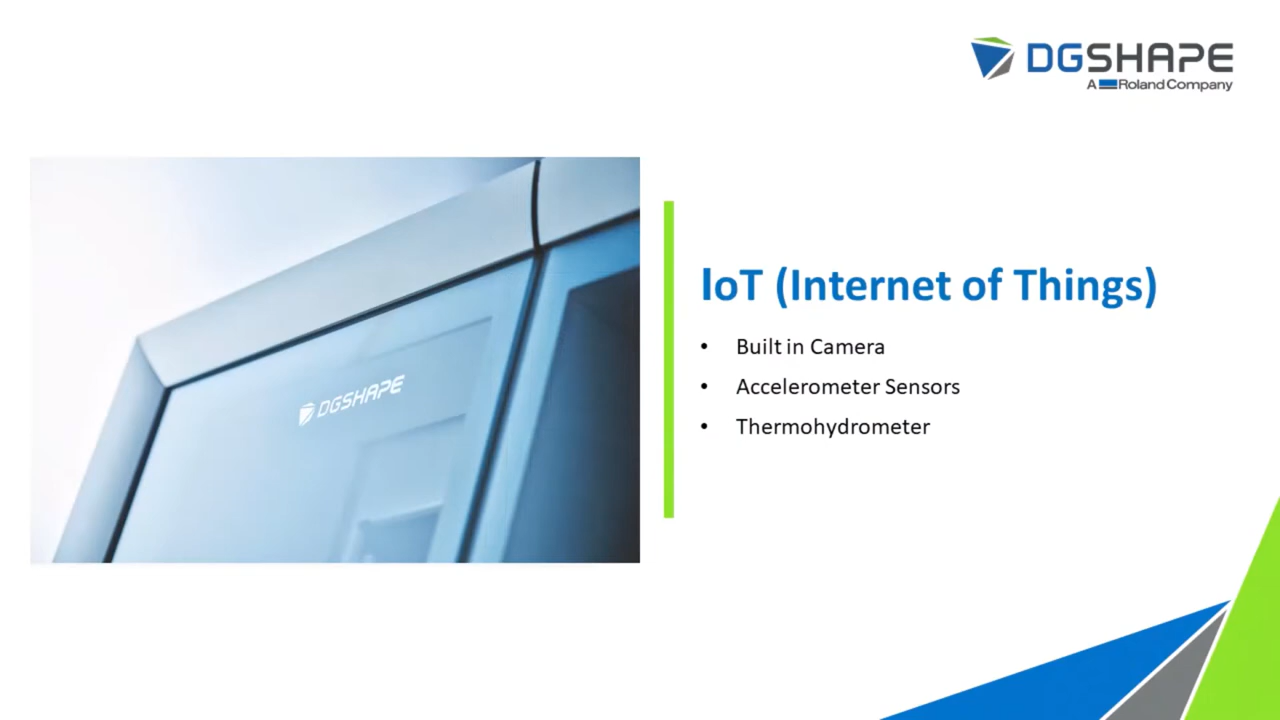 DGSHAPE
A Roland Company
DGSHAPE
IoT (Internet of Things)
• Built in Camera
• Accelerometer Sensors
• Thermohydrometer